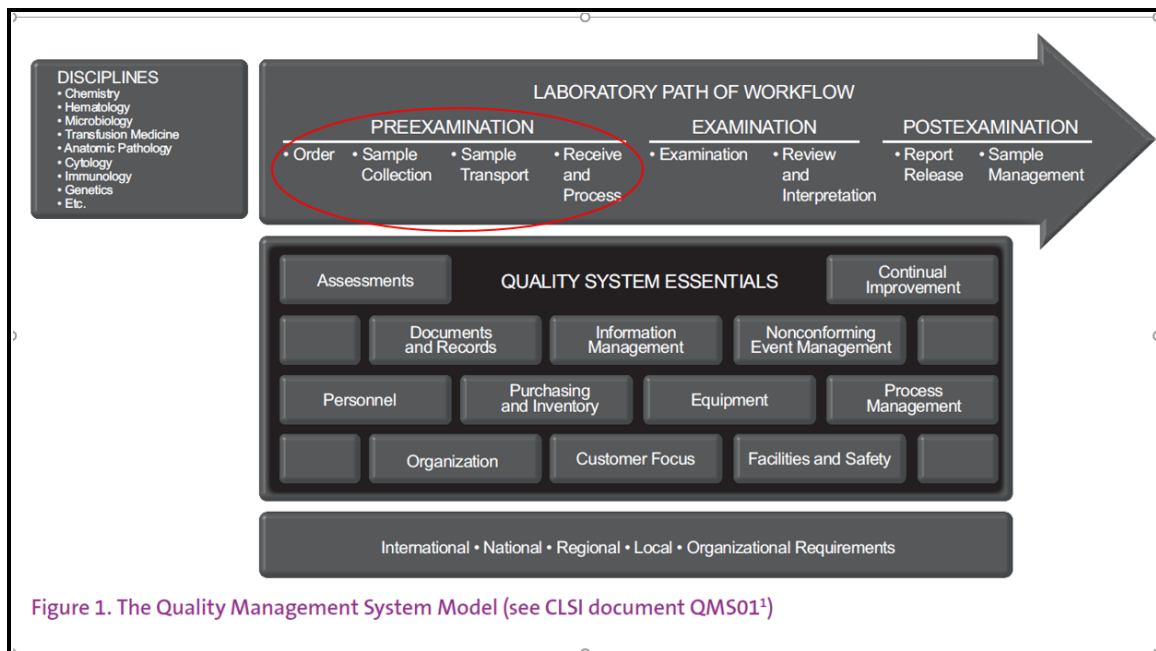 DISCIPLINES
• Chemistry
• Hematology
• Microbiology
• Transfusion Medicine
• Anatomic Pathology
• Cytology
• Immunology
• Genetics
• Etc.
LABORATORY PATH OF WORKFLOW
PREEXAMINATION
• Order
• Sample
Collection
• Sample
Transport
• Receive
and
Process
EXAMINATION
• Examination
• Review
and
Interpretation
POSTEXAMINATION
• Report
Release
• Sample
Management
QUALITY SYSTEM ESSENTIALS
Assessments
Continual
Improvement
Documents
and Records
Information
Management
Nonconforming
Event Management
Personnel
Purchasing
and Inventory
Equipment
Process
Management
Organization
Customer Focus
Facilities and Safety
International • National • Regional • Local • Organizational Requirements
Figure 1. The Quality Management System Model (see CLSI document QMS01¹)